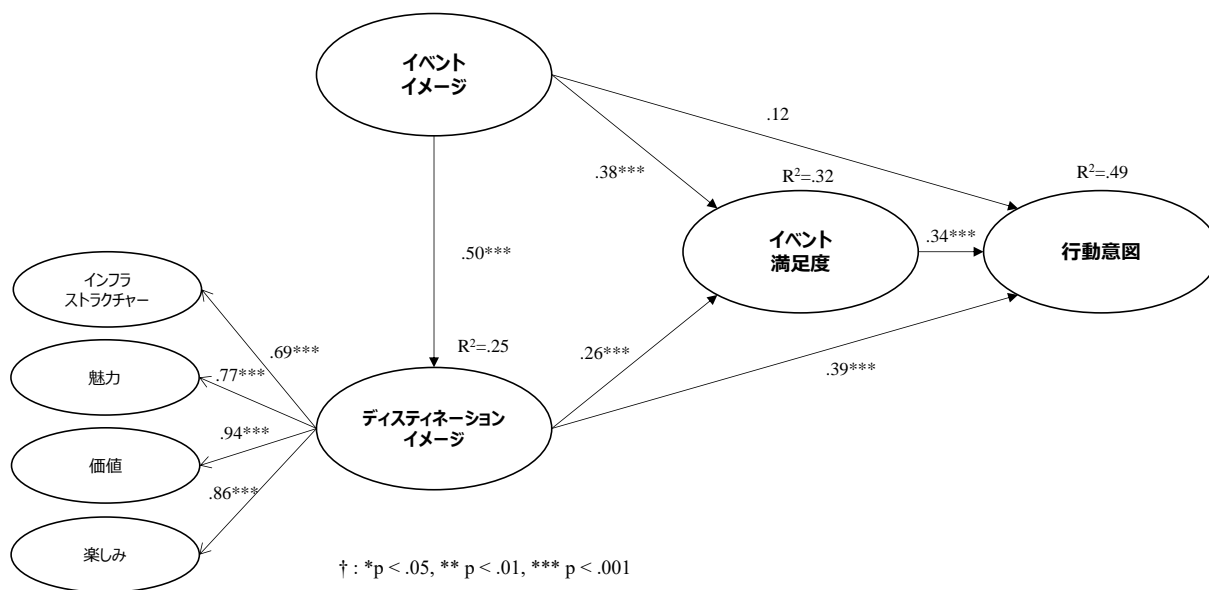 イベント
イメージ
.12
.38***
R²=.32
R²=.49
イベント
満足度
.34***
行動意図
.50***
インフラ
ストラクチャー
.69***
R²=.25
.26***
.39***
魅力
.77***
ディスティネーション
イメージ
.94***
価値
.86***
楽しみ
† : *p < .05, ** p < .01, *** p < .001